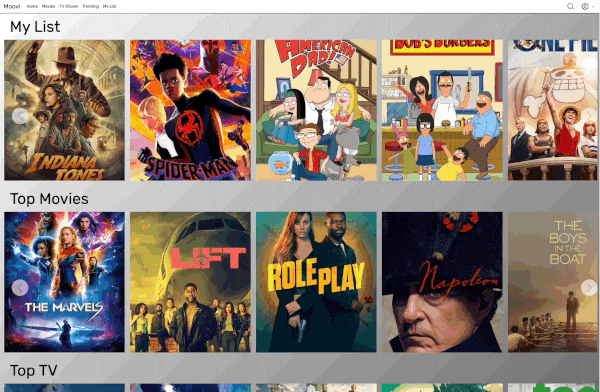 Moovi Home Movies TV Shows Trending My List
My List
INDIANA
JONES
SPIDER-MAN
AMERICAN
DAD!
BOB'S BURGERS
ONE PIE
Top Movies
THE MARVELS
LIFT
ROLE PLAY
Napoleon
THE
BOYS
IN THE
BOAT
Top TV